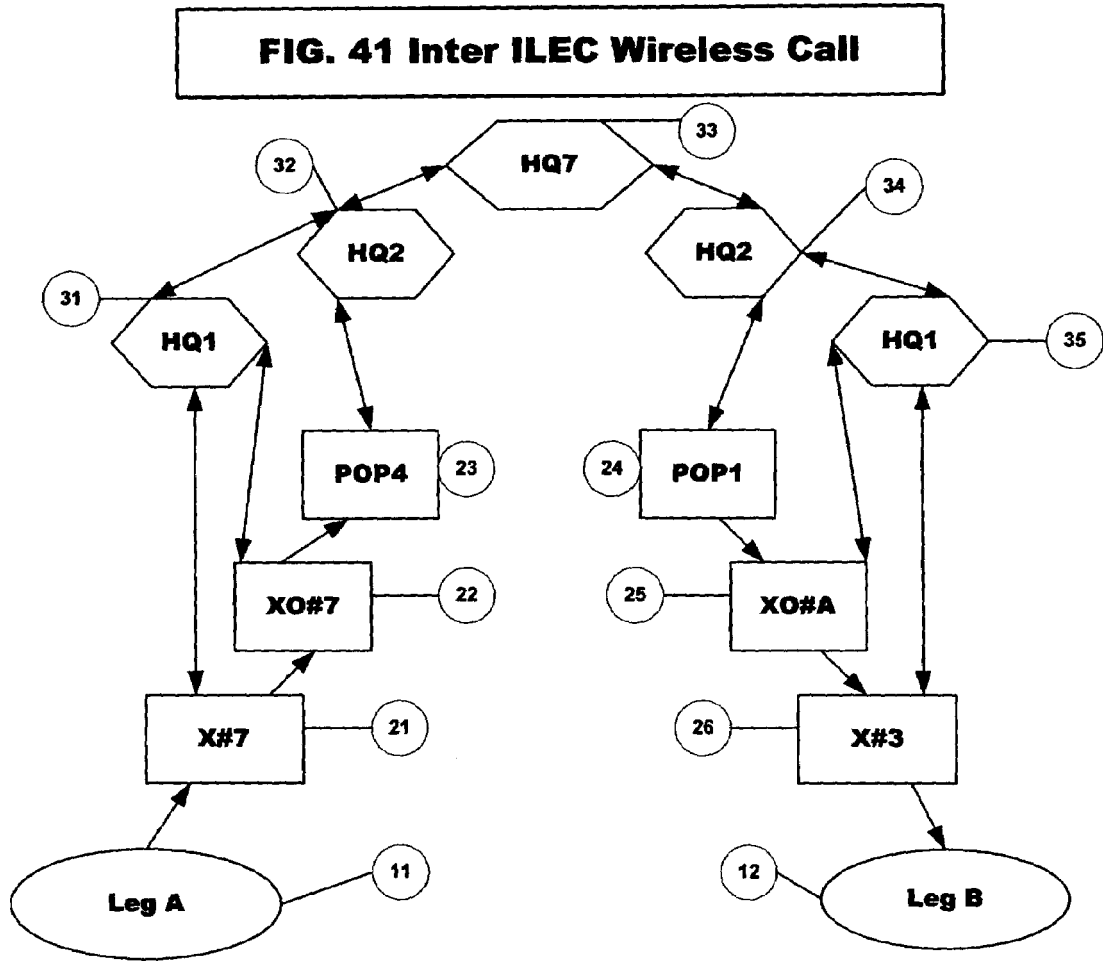 FIG. 41 Inter ILEC Wireless Call
33
HQ7
32
34
HQ2
HQ2
31
HQ1
HQ1
35
POP4
23
24
POP1
XO#7
22
25
XO#A
X#7
21
26
X#3
Leg A
11
12
Leg B